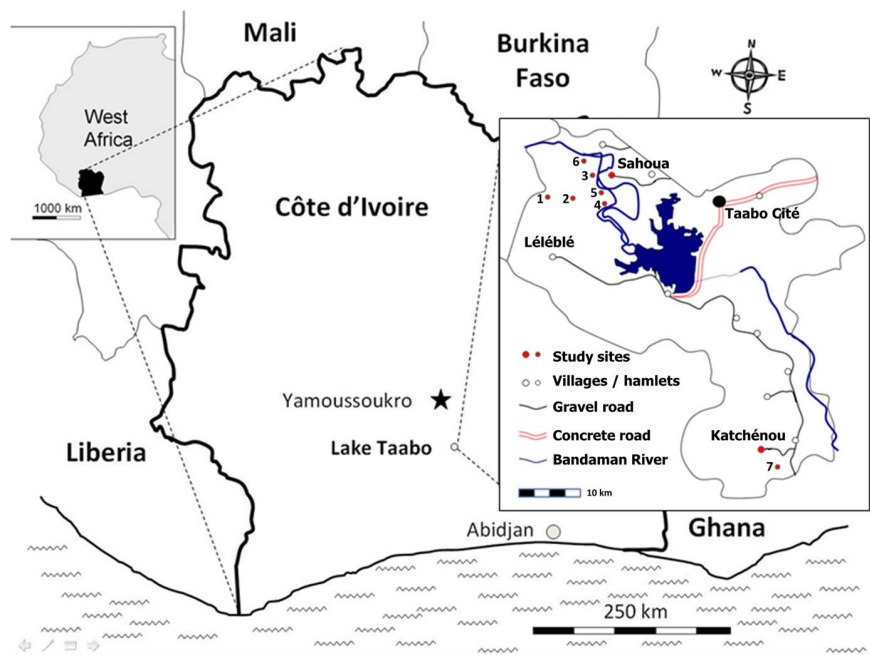 Mali
Burkina
Faso
N
W
E
S
West
Africa
1000 km
Côte d’Ivoire
6
Sahoua
3
1
2
5
4
Taabo Cité
Léléblé
Study sites
Villages / hamlets
Gravel road
Concrete road
Bandaman River
10 km
Katchénou
7
Yamoussoukro
Lake Taabo
Liberia
Abidjan
Ghana
250 km